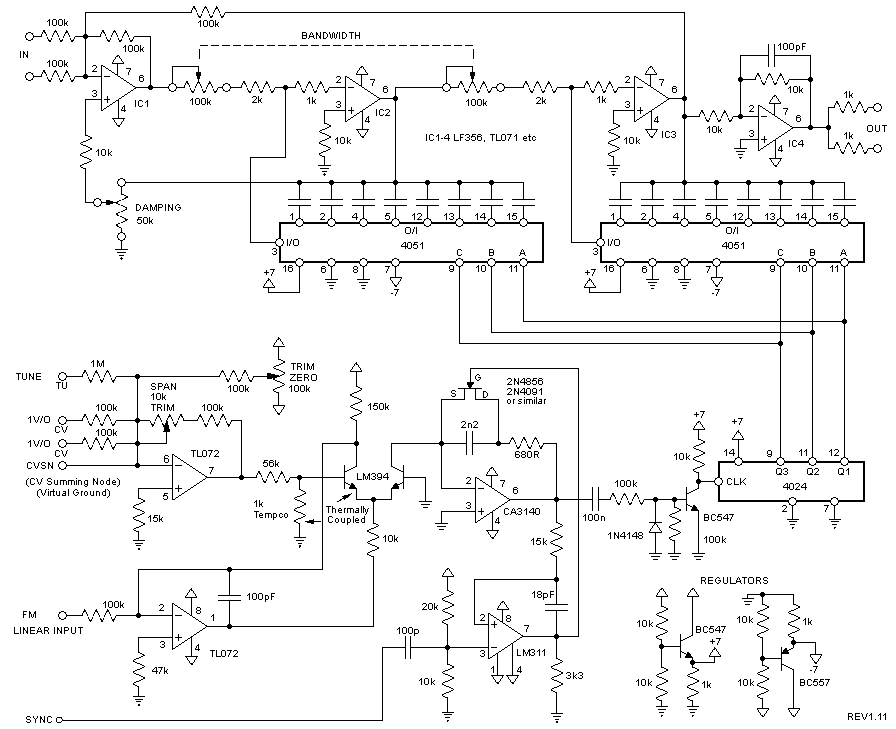 100k
100k
100k
BANDWIDTH
100pF
IN
100k
2 7 6
3 4
IC1
100k
2k
1k
2 7 6
3 4
IC2
100k
2k
1k
2 7 6
3 4
IC3
10k
10k
2 7 6
3 4
IC4
1k
OUT
1k
10k
10k
IC1-4 LF356, TL071 etc
10k
DAMPING
50k
1 2 4 5 12 13 14 15
O/I
I/O
4051
3
C B A
16 6 8 7 9 10 11
+7
-7
1 2 4 5 12 13 14 15
O/I
I/O
4051
3
C B A
16 6 8 7 9 10 11
+7
-7
TUNE
TU
1M
100k
TRIM
ZERO
100k
SPAN
10k
TRIM
100k
1V/O
CV
100k
1V/O
CV
100k
CVSN
(CV Summing Node)
(Virtual Ground)
TL072
6 7
5
15k
56k
1k
Tempco
150k
LM394
Thermally
Coupled
10k
G
S D
2N4856
2N4091
or similar
2n2
680R
2 7 6
3 4
CA3140
100n
100k
1N4148
100k
10k
+7
BC547
+7
14 9 11 12
Q3 Q2 Q1
CLK
4024
2 7
15k
18pF
FM
LINEAR INPUT
100k
100pF
2 8 1
3 4
TL072
47k
20k
100p
10k
2 8 7
3 1 4
LM311
3k3
SYNC
REGULATORS
10k
BC547
+7
10k
1k
10k
1k
-7
10k
BC557
REV1.11